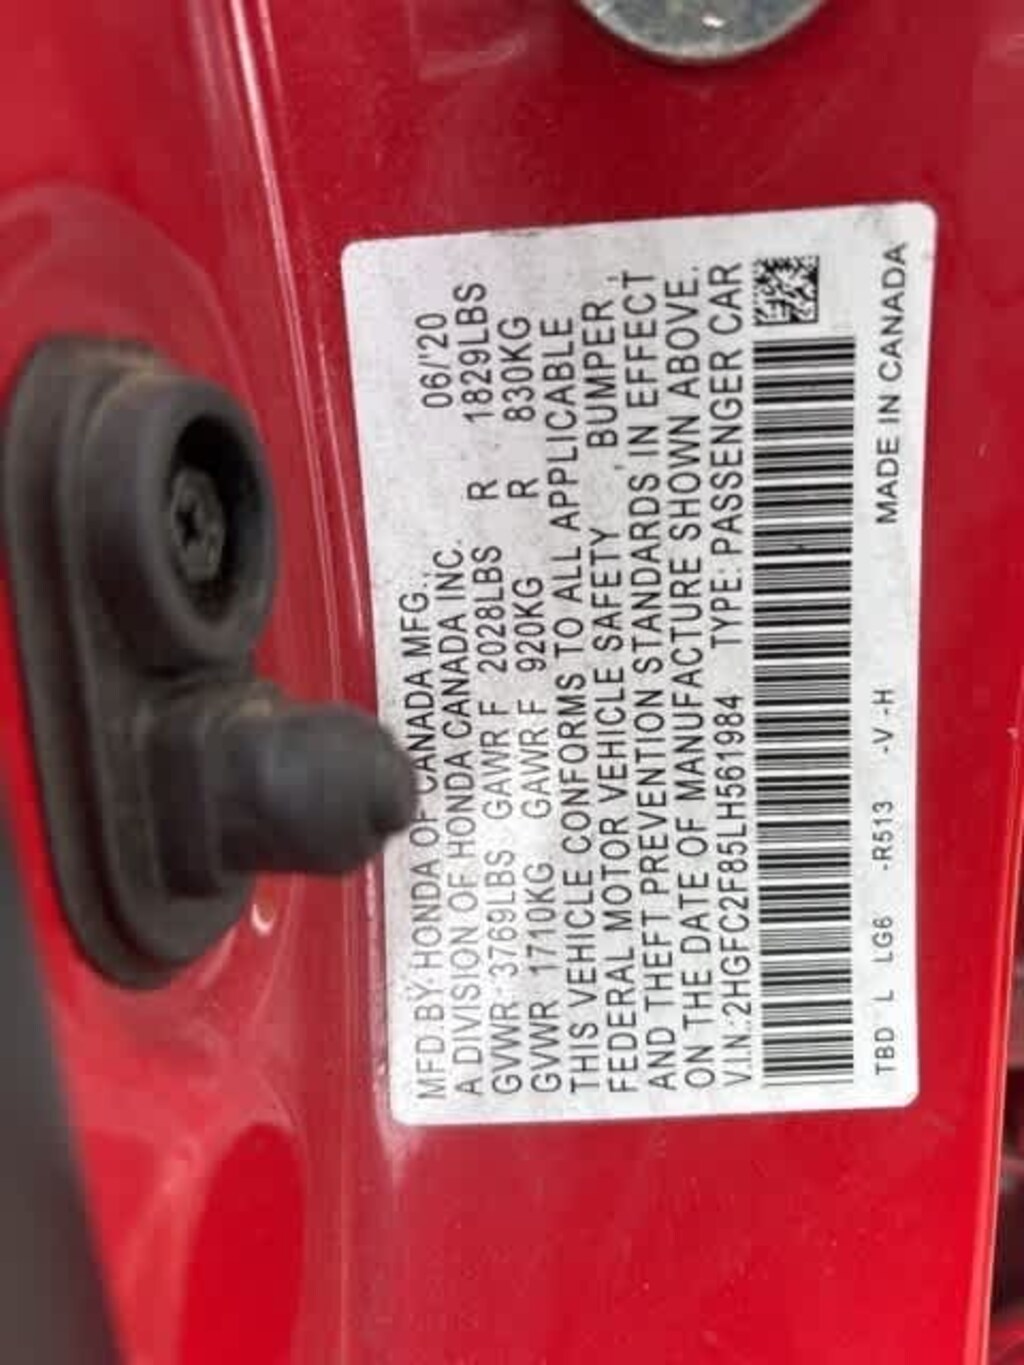 MFD.BY HONDA OF CANADA MFG., 06/'20
A DIVISION OF HONDA CANADA INC.
GVWR 3769LBS GAWR F 2028LBS R 1829LBS
GVWR 1710KG GAWR F 920KG R 830KG
THIS VEHICLE CONFORMS TO ALL APPLICABLE
FEDERAL MOTOR VEHICLE SAFETY, BUMPER,
AND THEFT PREVENTION STANDARDS IN EFFECT
ON THE DATE OF MANUFACTURE SHOWN ABOVE.
V.I.N.:2HGFC2F85LH561984 TYPE: PASSENGER CAR
TBD L LG6 -R513 -V -H MADE IN CANADA